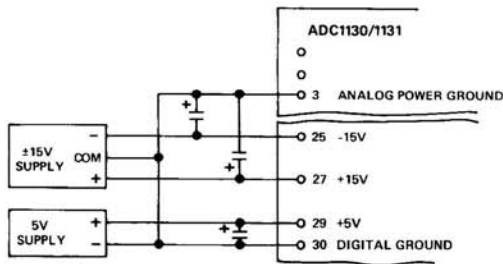 ADC1130/1131
3 ANALOG POWER GROUND
+
25 -15V
-
±15V
SUPPLY
COM
+
+
27 +15V
5V
SUPPLY
+
-
+
29 +5V
30 DIGITAL GROUND